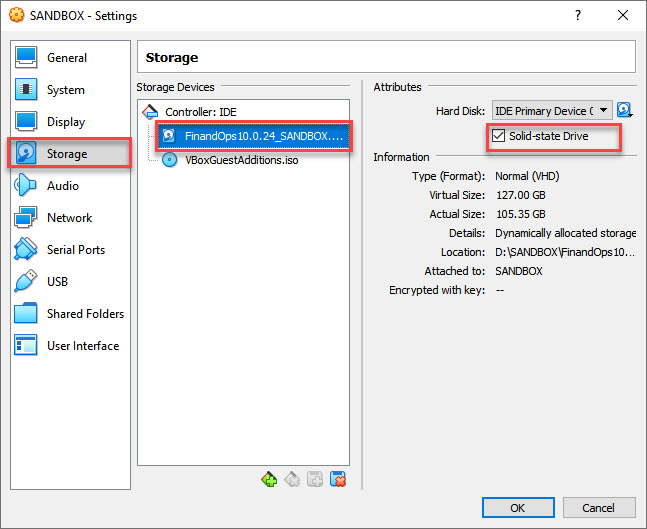 SANDBOX - Settings
?
General
System
Display
Storage
Audio
Network
Serial Ports
USB
Shared Folders
User Interface
Storage
Storage Devices
Controller: IDE
FinandOps10.0.24_SANDBOX....
VBoxGuestAdditions.iso
Attributes
Hard Disk: IDE Primary Device 0
Solid-state Drive
Information
Type (Format): Normal (VHD)
Virtual Size: 127.00 GB
Actual Size: 105.35 GB
Details: Dynamically allocated storage
Location: D:\SANDBOX\FinandOps10...
Attached to: SANDBOX
Encrypted with key: --
OK
Cancel